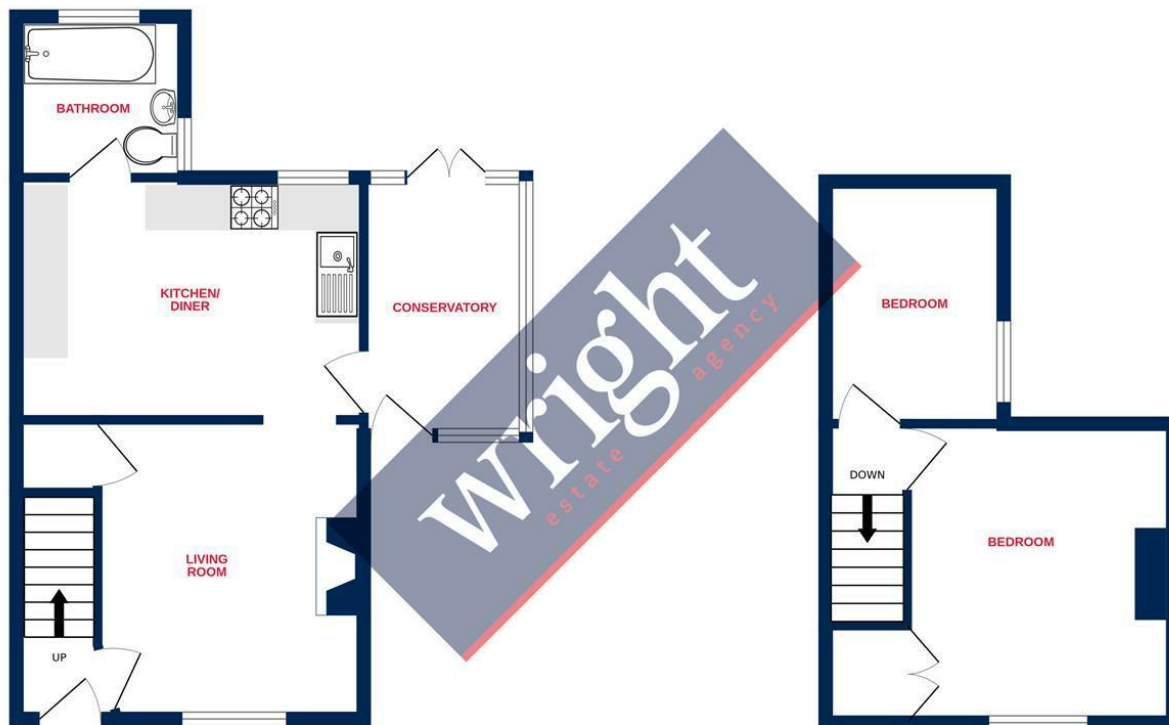 BATHROOM
KITCHEN/
DINER
CONSERVATORY
LIVING
ROOM
UP
wright
estate agency
BEDROOM
DOWN
BEDROOM